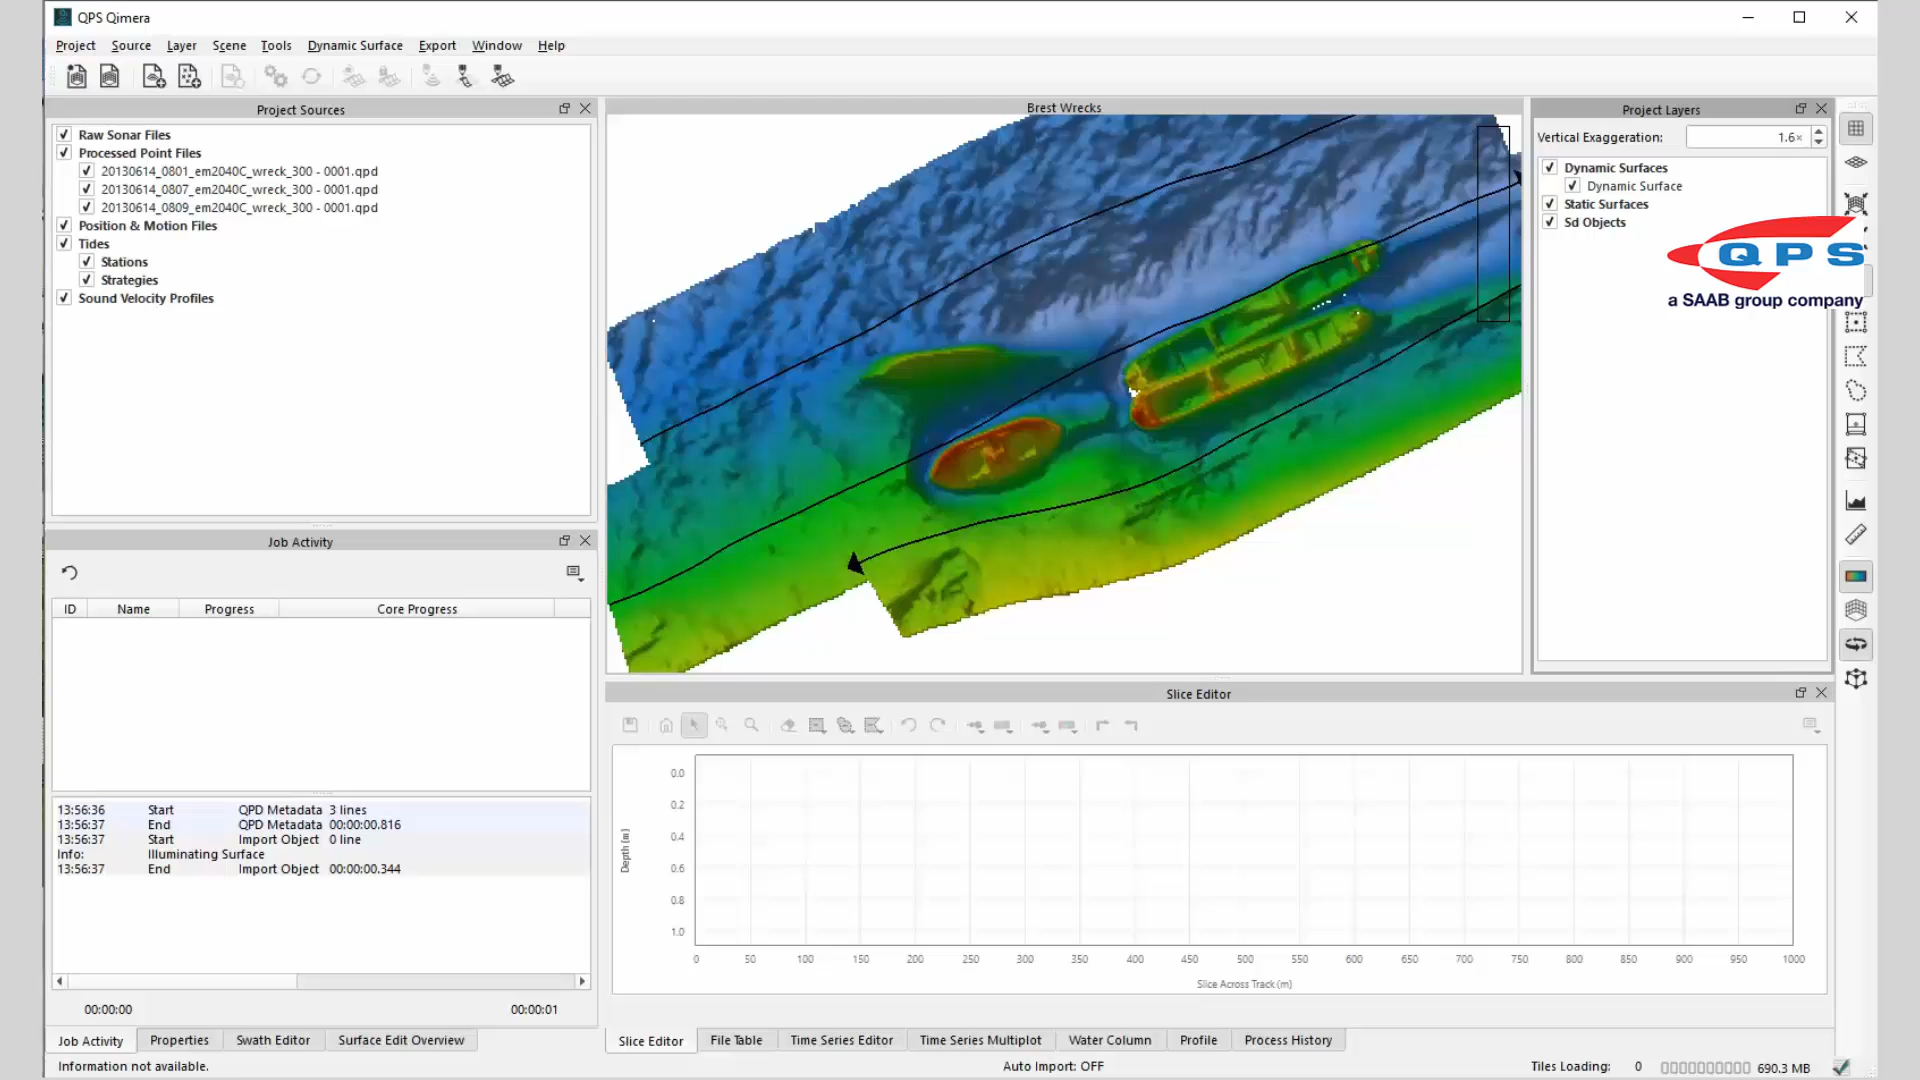 QPS Qimera
Project Source Layer Scene Tools Dynamic Surface Export Window Help
Project Sources
Raw Sonar Files
Processed Point Files
20130614_0801_em2040C_wreck_300 - 0001.qpd
20130614_0807_em2040C_wreck_300 - 0001.qpd
20130614_0809_em2040C_wreck_300 - 0001.qpd
Position & Motion Files
Tides
Stations
Strategies
Sound Velocity Profiles
Brest Wrecks
Project Layers
Vertical Exaggeration: 1.6×
Dynamic Surfaces
Dynamic Surface
Static Surfaces
Sd Objects
QPS
a SAAB group company
Job Activity
ID Name Progress Core Progress
13:56:36 Start QPD Metadata 3 lines
13:56:37 End QPD Metadata 00:00:00.816
13:56:37 Start Import Object 0 line
Info: Illuminating Surface
13:56:37 End Import Object 00:00:00.344
00:00:00 00:00:01
Slice Editor
0.0
0.2
0.4
0.6
0.8
1.0
Depth (m)
0 50 100 150 200 250 300 350 400 450 500 550 600 650 700 750 800 850 900 950 1000
Slice Across Track (m)
Job Activity Properties Swath Editor Surface Edit Overview
Slice Editor File Table Time Series Editor Time Series Multiplot Water Column Profile Process History
Information not available. Auto Import: OFF Tiles Loading: 0 690.3 MB